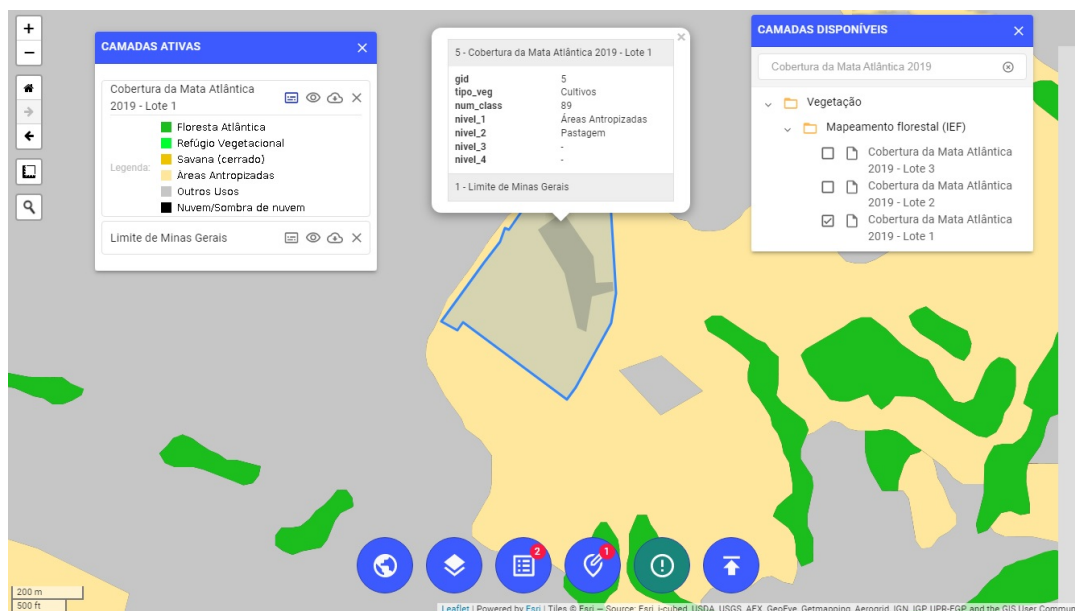 +
−
CAMADAS ATIVAS
Cobertura da Mata Atlântica
2019 - Lote 1
Legenda:
Floresta Atlântica
Refúgio Vegetacional
Savana (cerrado)
Áreas Antropizadas
Outros Usos
Nuvem/Sombra de nuvem
Limite de Minas Gerais
5 - Cobertura da Mata Atlântica 2019 - Lote 1
gid 5
tipo_veg Cultivos
num_class 89
nivel_1 Áreas Antropizadas
nivel_2 Pastagem
nivel_3 -
nivel_4 -
1 - Limite de Minas Gerais
CAMADAS DISPONÍVEIS
Cobertura da Mata Atlântica 2019
Vegetação
Mapeamento florestal (IEF)
Cobertura da Mata Atlântica
2019 - Lote 3
Cobertura da Mata Atlântica
2019 - Lote 2
Cobertura da Mata Atlântica
2019 - Lote 1
2
1
200 m
500 ft
Leaflet | Powered by Esri | Tiles © Esri — Source: Esri, i-cubed, USDA, USGS, AEX, GeoEye, Getmapping, Aerogrid, IGN, IGP, UPR-EGP, and the GIS User Commun